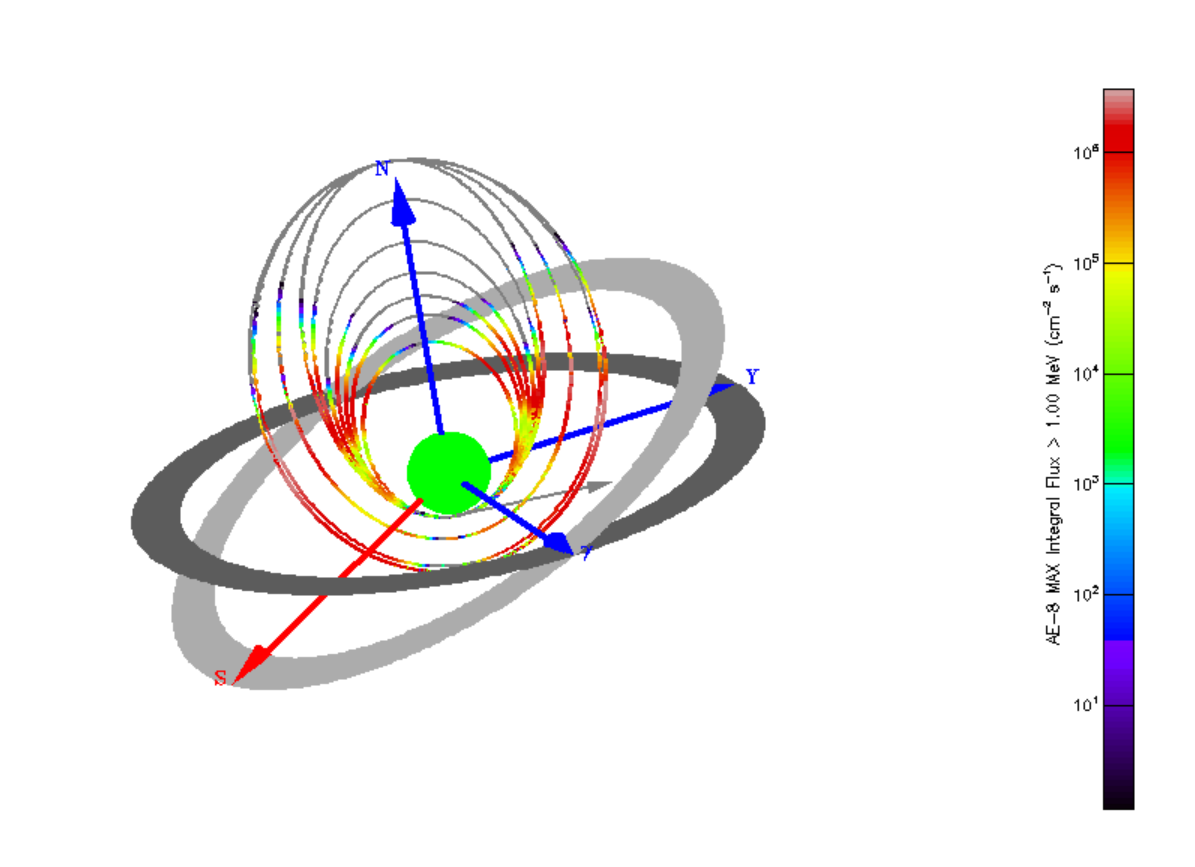 N
Y
S
10⁶
10⁵
10⁴
10³
10²
10¹
AE-8 MAX Integral Flux > 1.00 MeV (cm⁻² s⁻¹)